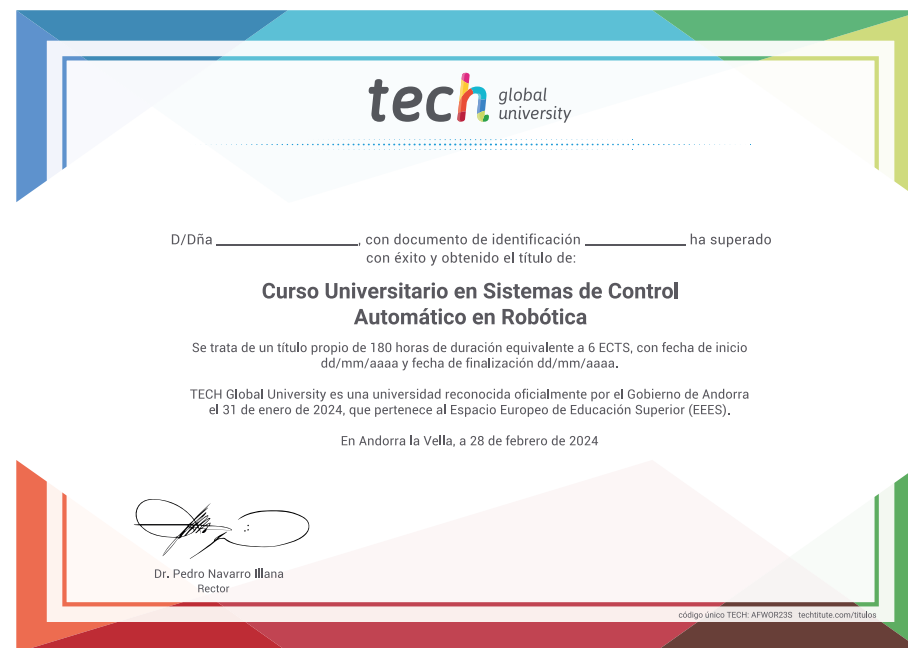 tech global university
D/Dña ______________, con documento de identificación __________ ha superado
con éxito y obtenido el título de:
Curso Universitario en Sistemas de Control
Automático en Robótica
Se trata de un título propio de 180 horas de duración equivalente a 6 ECTS, con fecha de inicio
dd/mm/aaaa y fecha de finalización dd/mm/aaaa.
TECH Global University es una universidad reconocida oficialmente por el Gobierno de Andorra
el 31 de enero de 2024, que pertenece al Espacio Europeo de Educación Superior (EEES).
En Andorra la Vella, a 28 de febrero de 2024
Dr. Pedro Navarro Illana
Rector
código único TECH: AFWOR23S techtitute.com/titulos